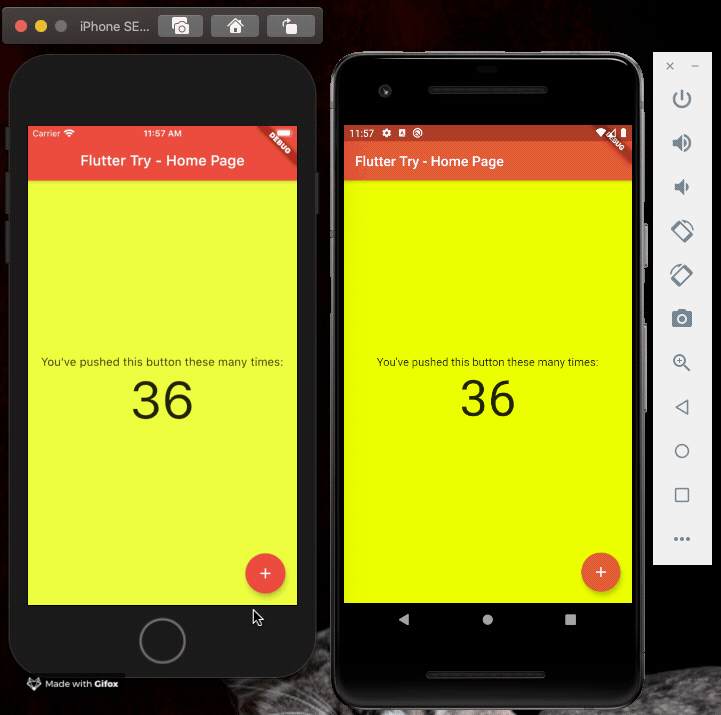 iPhone SE...
Carrier
11:57 AM
DEBUG
Flutter Try - Home Page
You've pushed this button these many times:
36
+
Made with Gifox
11:57
A
DEBUG
Flutter Try - Home Page
You've pushed this button these many times:
36
+